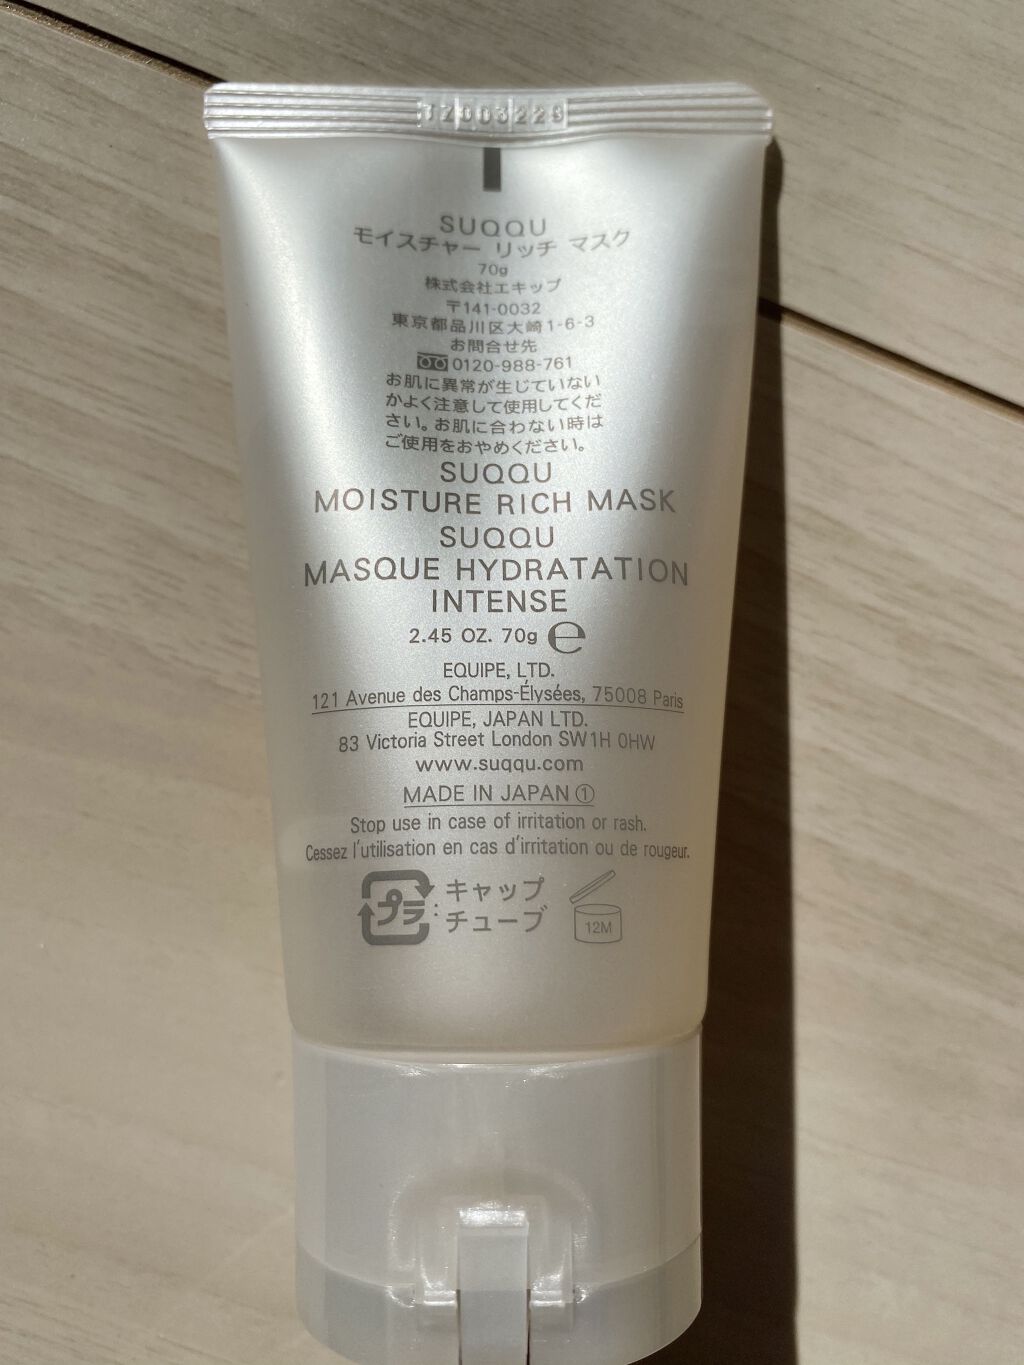 SUQQU
モイスチャー リッチ マスク
70g
株式会社エキップ
〒141-0032
東京都品川区大崎1-6-3
お問合せ先
0120-988-761
お肌に異常が生じていない
かよく注意して使用してくだ
さい。お肌に合わない時は
ご使用をおやめください。
SUQQU
MOISTURE RICH MASK
SUQQU
MASQUE HYDRATATION
INTENSE
2.45 OZ. 70g ℮
EQUIPE, LTD.
121 Avenue des Champs-Élysées, 75008 Paris
EQUIPE, JAPAN LTD.
83 Victoria Street London SW1H 0HW
www.suqqu.com
MADE IN JAPAN ①
Stop use in case of irritation or rash.
Cessez l'utilisation en cas d'irritation ou de rougeur.
プラ : キャップ
チューブ
12M